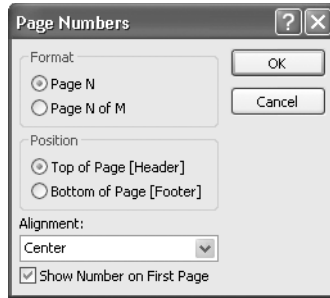 Page Numbers
Format
Page N
Page N of M
Position
Top of Page [Header]
Bottom of Page [Footer]
Alignment:
Center
Show Number on First Page
OK
Cancel